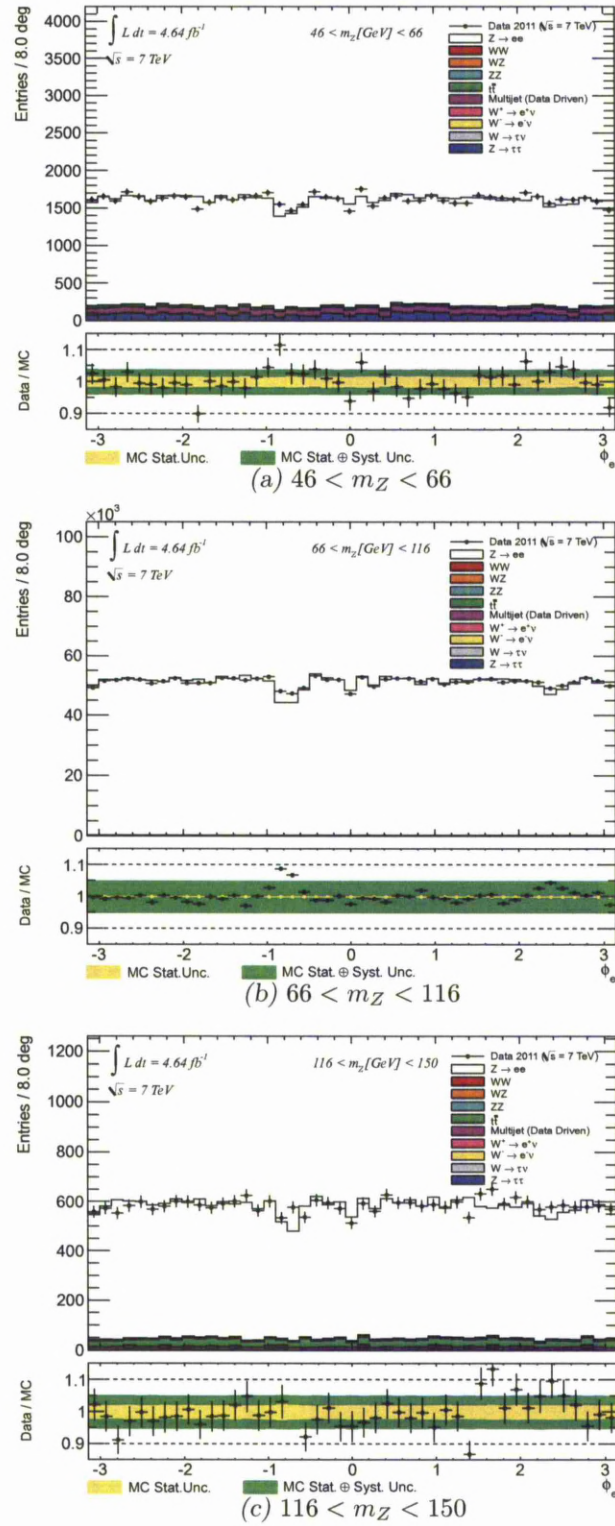 Entries / 8.0 deg
4000
3500
3000
2500
2000
1500
1000
500
0
∫ L dt = 4.64 fb⁻¹
√s = 7 TeV
46 < m_Z [GeV] < 66
Data 2011 (√s = 7 TeV)
Z → ee
WW
WZ
ZZ
tt̄
Multijet (Data Driven)
W⁺ → e⁺ν
W⁻ → e⁻ν
W → τν
Z → ττ
Data / MC
1.1
1
0.9
-3 -2 -1 0 1 2 3
ϕ_e
MC Stat.Unc. MC Stat. ⊕ Syst. Unc.
(a) 46 < m_Z < 66
×10³
Entries / 8.0 deg
100
80
60
40
20
0
∫ L dt = 4.64 fb⁻¹
√s = 7 TeV
66 < m_Z [GeV] < 116
Data 2011 (√s = 7 TeV)
Z → ee
WW
WZ
ZZ
tt̄
Multijet (Data Driven)
W⁺ → e⁺ν
W⁻ → e⁻ν
W → τν
Z → ττ
Data / MC
1.1
1
0.9
-3 -2 -1 0 1 2 3
ϕ_e
MC Stat.Unc. MC Stat. ⊕ Syst. Unc.
(b) 66 < m_Z < 116
Entries / 8.0 deg
1200
1000
800
600
400
200
0
∫ L dt = 4.64 fb⁻¹
√s = 7 TeV
116 < m_Z [GeV] < 150
Data 2011 (√s = 7 TeV)
Z → ee
WW
WZ
ZZ
tt̄
Multijet (Data Driven)
W⁺ → e⁺ν
W⁻ → e⁻ν
W → τν
Z → ττ
Data / MC
1.1
1
0.9
-3 -2 -1 0 1 2 3
ϕ_e
MC Stat.Unc. MC Stat. ⊕ Syst. Unc.
(c) 116 < m_Z < 150